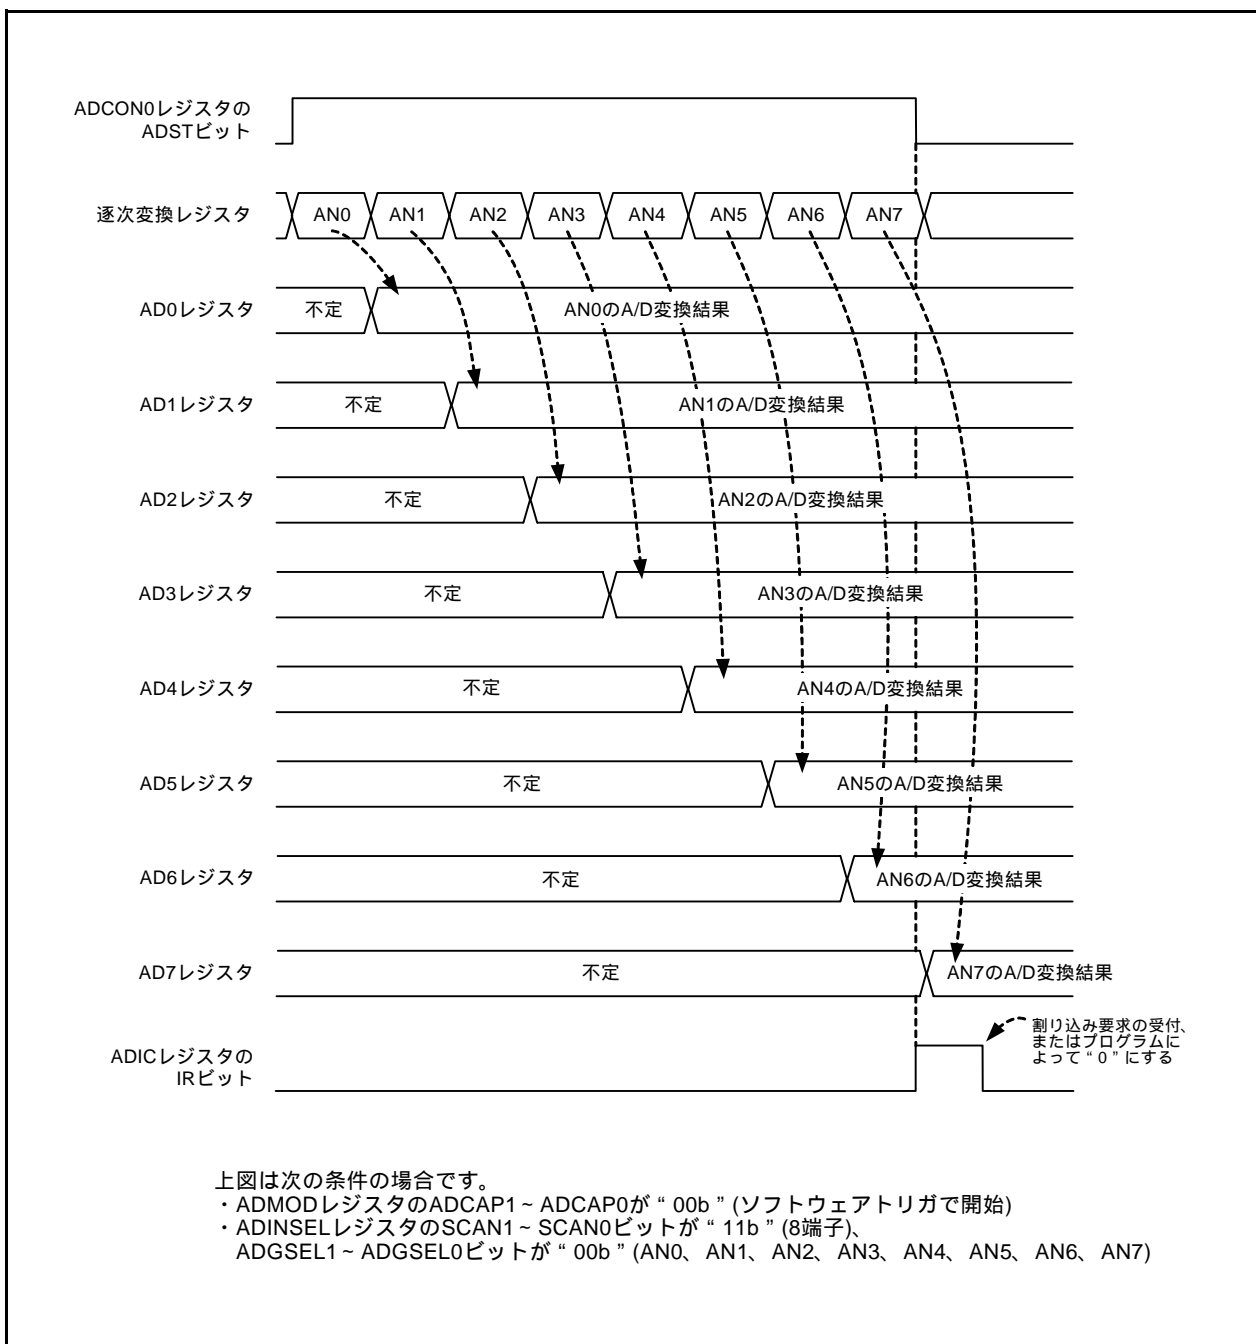 ADCON0レジスタの
ADSTビット
逐次変換レジスタ
AN0
AN1
AN2
AN3
AN4
AN5
AN6
AN7
AD0レジスタ
不定
AN0のA/D変換結果
AD1レジスタ
不定
AN1のA/D変換結果
AD2レジスタ
不定
AN2のA/D変換結果
AD3レジスタ
不定
AN3のA/D変換結果
AD4レジスタ
不定
AN4のA/D変換結果
AD5レジスタ
不定
AN5のA/D変換結果
AD6レジスタ
不定
AN6のA/D変換結果
AD7レジスタ
不定
AN7のA/D変換結果
ADICレジスタの
IRビット
割り込み要求の受付、
またはプログラムに
よって“0”にする
上図は次の条件の場合です。
・ADMODレジスタのADCAP1~ADCAP0が“00b”(ソフトウェアトリガで開始)
・ADINSELレジスタのSCAN1~SCAN0ビットが“11b”(8端子)、
ADGSEL1~ADGSEL0ビットが“00b”(AN0、AN1、AN2、AN3、AN4、AN5、AN6、AN7)